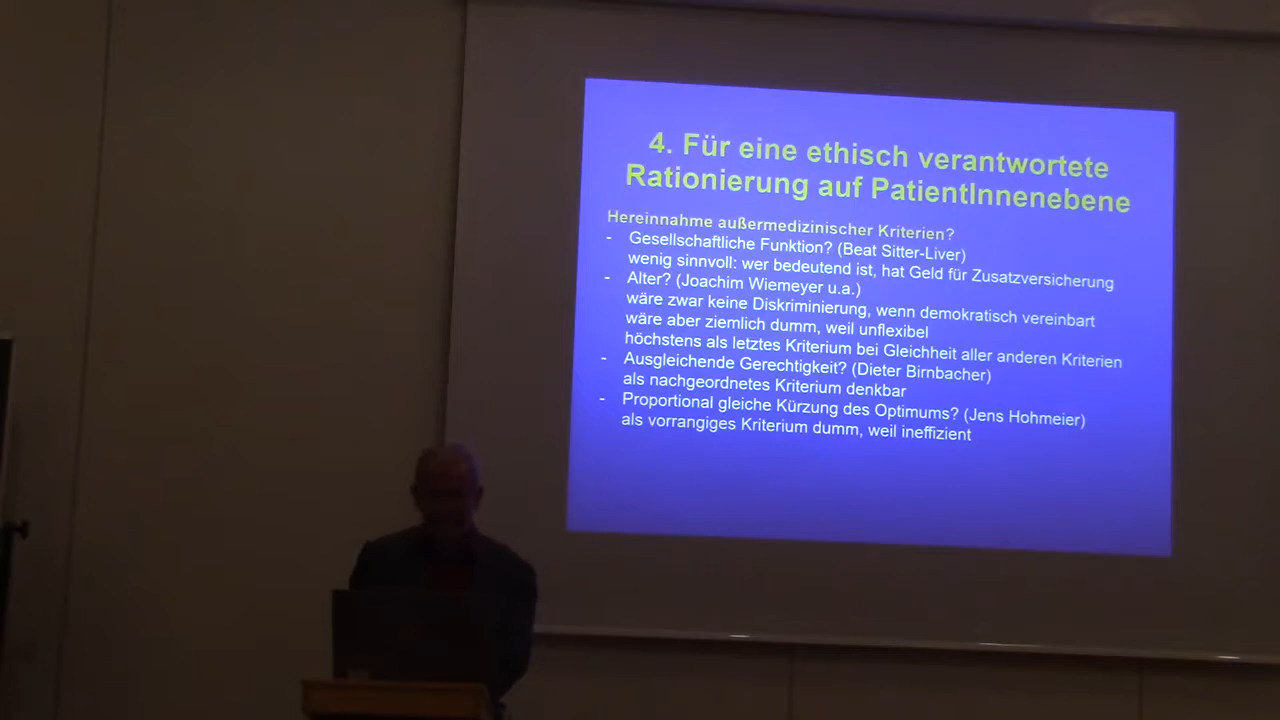 4. Für eine ethisch verantwortete
Rationierung auf PatientInnenebene
Hereinnahme außermedizinischer Kriterien?
- Gesellschaftliche Funktion? (Beat Sitter-Liver)
wenig sinnvoll: wer bedeutend ist, hat Geld für Zusatzversicherung
- Alter? (Joachim Wiemeyer u.a.)
wäre zwar keine Diskriminierung, wenn demokratisch vereinbart
wäre aber ziemlich dumm, weil unflexibel
höchstens als letztes Kriterium bei Gleichheit aller anderen Kriterien
- Ausgleichende Gerechtigkeit? (Dieter Birnbacher)
als nachgeordnetes Kriterium denkbar
- Proportional gleiche Kürzung des Optimums? (Jens Hohmeier)
als vorrangiges Kriterium dumm, weil ineffizient